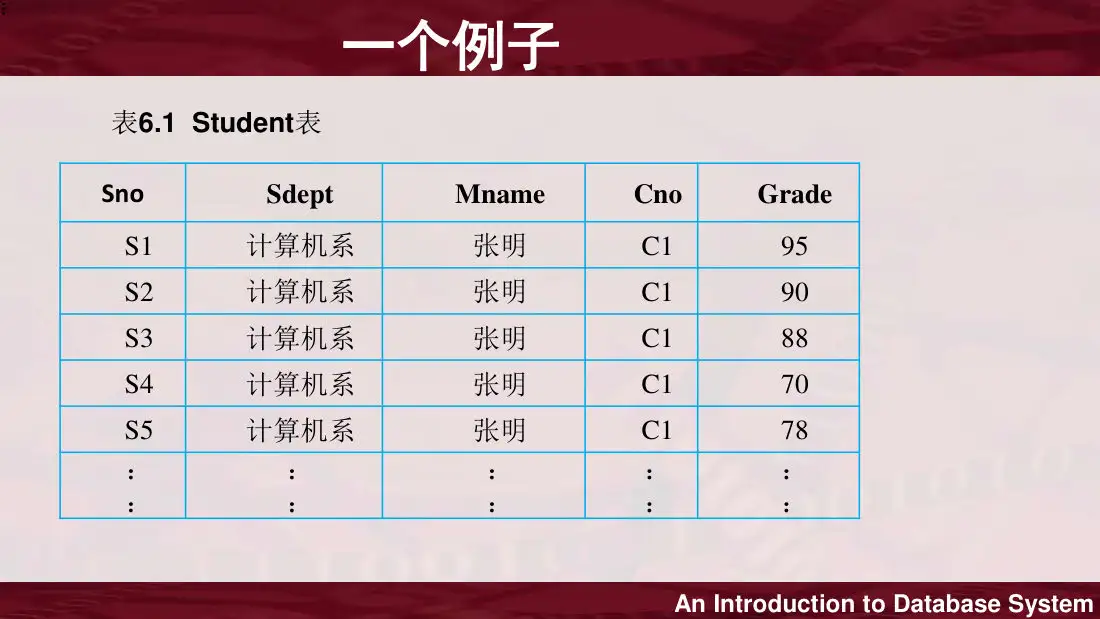 一个例子
表6.1 Student表
Sno Sdept Mname Cno Grade
S1 计算机系 张明 C1 95
S2 计算机系 张明 C1 90
S3 计算机系 张明 C1 88
S4 计算机系 张明 C1 70
S5 计算机系 张明 C1 78
: : : : :
: : : : :
An Introduction to Database System